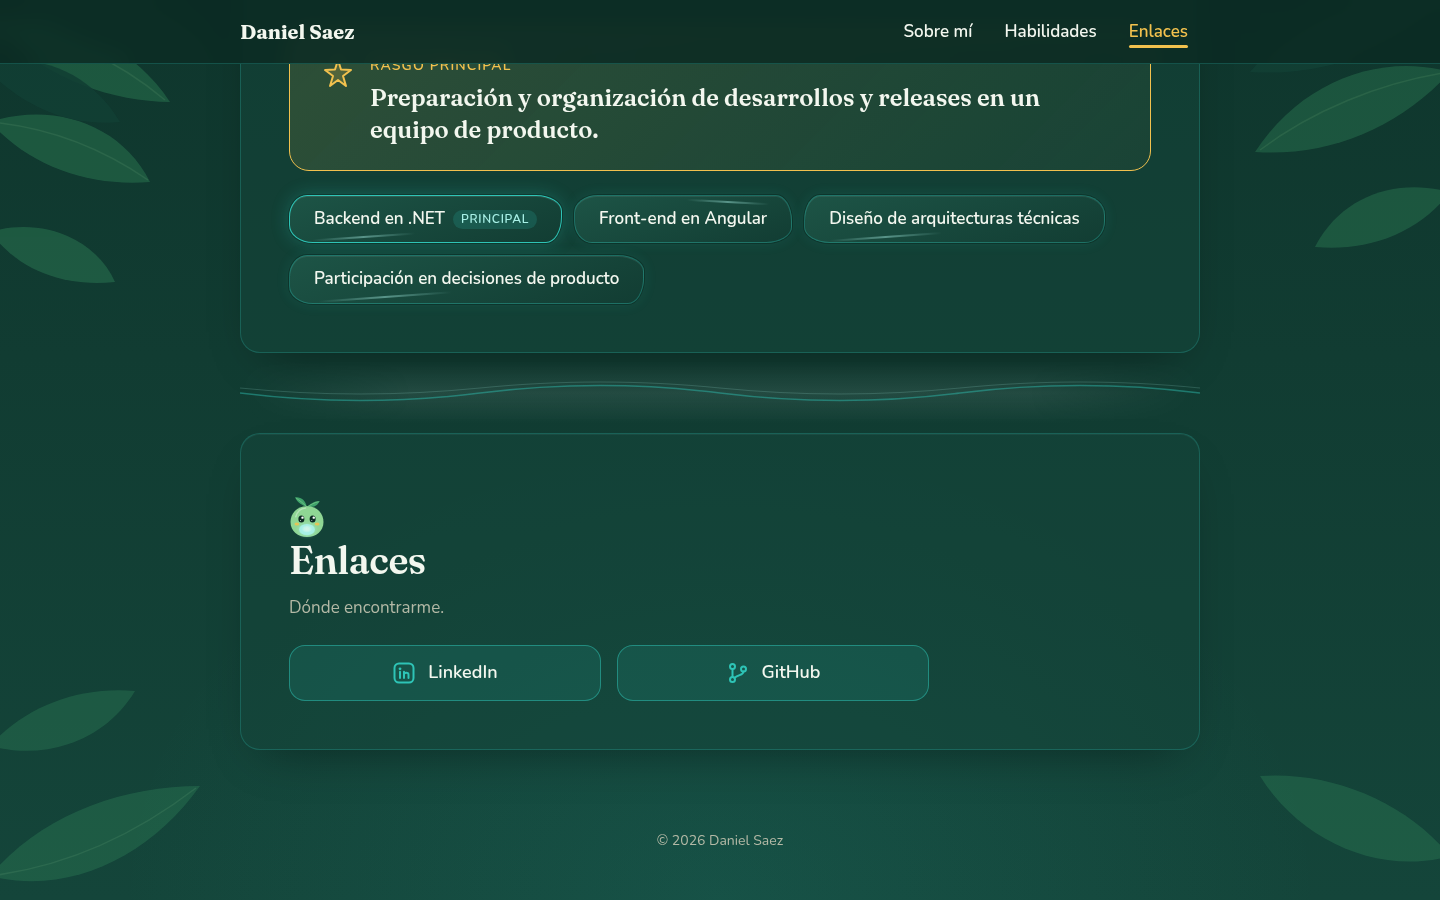 Daniel Saez
Sobre mí
Habilidades
Enlaces
RASGO PRINCIPAL
Preparación y organización de desarrollos y releases en un
equipo de producto.
Backend en .NET PRINCIPAL
Front-end en Angular
Diseño de arquitecturas técnicas
Participación en decisiones de producto
Enlaces
Dónde encontrarme.
LinkedIn
GitHub
© 2026 Daniel Saez